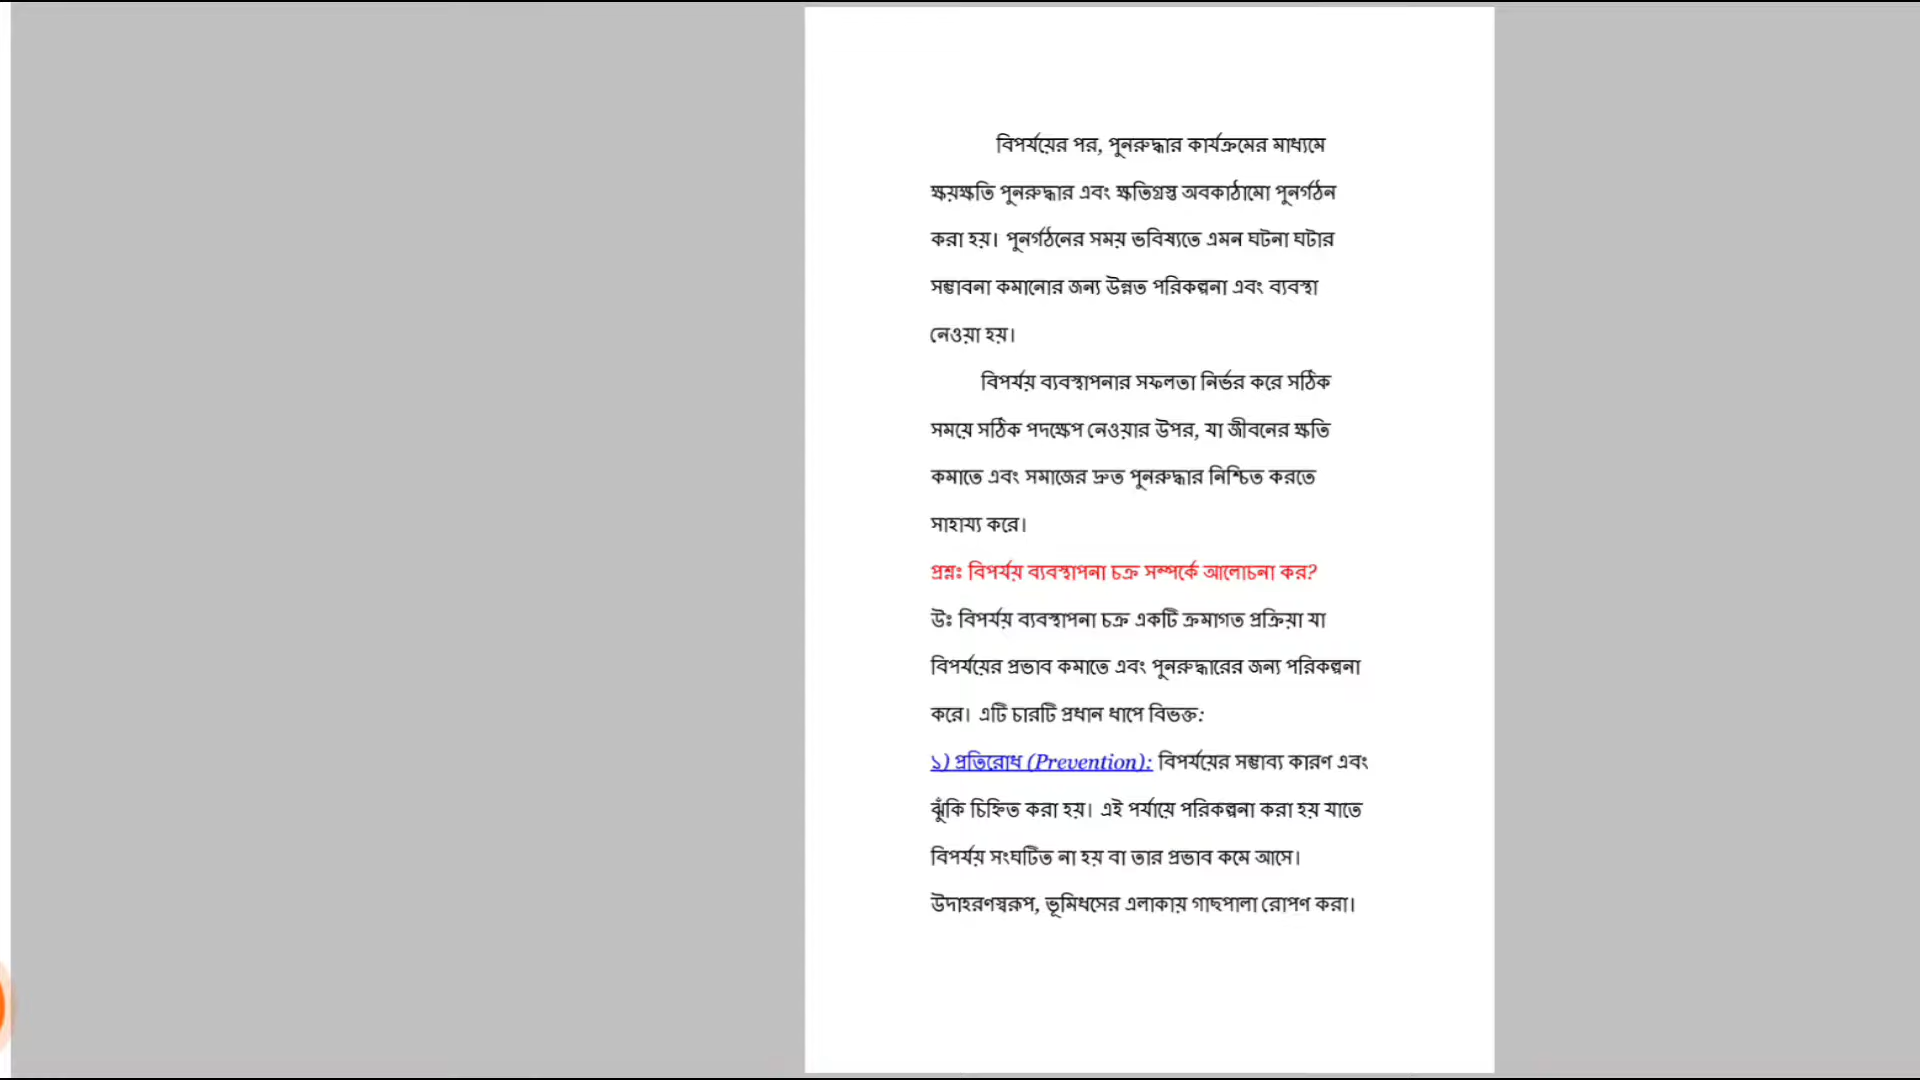 বিপর্যয়ের পর, পুনরুদ্ধার কার্যক্রমের মাধ্যমে
ক্ষয়ক্ষতি পুনরুদ্ধার এবং ক্ষতিগ্রস্ত অবকাঠামো পুনর্গঠন
করা হয়। পুনর্গঠনের সময় ভবিষ্যতে এমন ঘটনা ঘটার
সম্ভাবনা কমানোর জন্য উন্নত পরিকল্পনা এবং ব্যবস্থা
নেওয়া হয়।
বিপর্যয় ব্যবস্থাপনার সফলতা নির্ভর করে সঠিক
সময়ে সঠিক পদক্ষেপ নেওয়ার উপর, যা জীবনের ক্ষতি
কমাতে এবং সমাজের দ্রুত পুনরুদ্ধার নিশ্চিত করতে
সাহায্য করে।
প্রশ্নঃ বিপর্যয় ব্যবস্থাপনা চক্র সম্পর্কে আলোচনা কর?
উঃ বিপর্যয় ব্যবস্থাপনা চক্র একটি ক্রমাগত প্রক্রিয়া যা
বিপর্যয়ের প্রভাব কমাতে এবং পুনরুদ্ধারের জন্য পরিকল্পনা
করে। এটি চারটি প্রধান ধাপে বিভক্ত:
১) প্রতিরোধ (Prevention): বিপর্যয়ের সম্ভাব্য কারণ এবং
ঝুঁকি চিহ্নিত করা হয়। এই পর্যায়ে পরিকল্পনা করা হয় যাতে
বিপর্যয় সংঘটিত না হয় বা তার প্রভাব কমে আসে।
উদাহরণস্বরূপ, ভূমিধসের এলাকায় গাছপালা রোপণ করা।